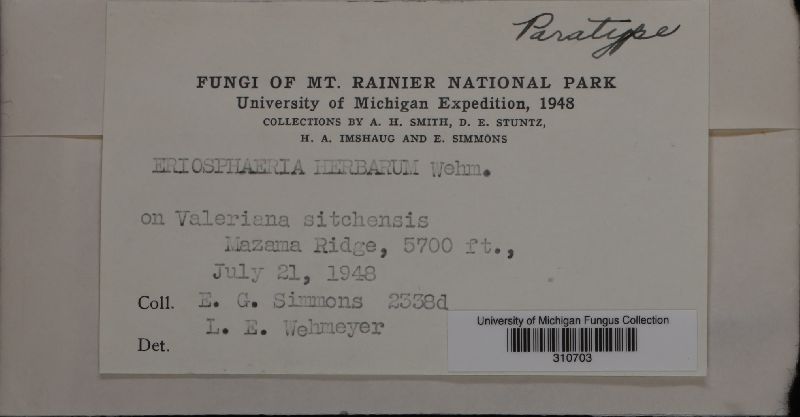 Paratype
FUNGI OF MT. RAINIER NATIONAL PARK
University of Michigan Expedition, 1948
COLLECTIONS BY A. H. SMITH, D. E. STUNTZ,
H. A. IMSHAUG AND E. SIMMONS
ERIOSPHAERIA HERBARUM Wehm.
on Valeriana sitchensis
Mazama Ridge, 5700 ft.,
July 21, 1948
Coll. E. G. Simmons 2338d
L. E. Wehmeyer
Det.
University of Michigan Fungus Collection
310703